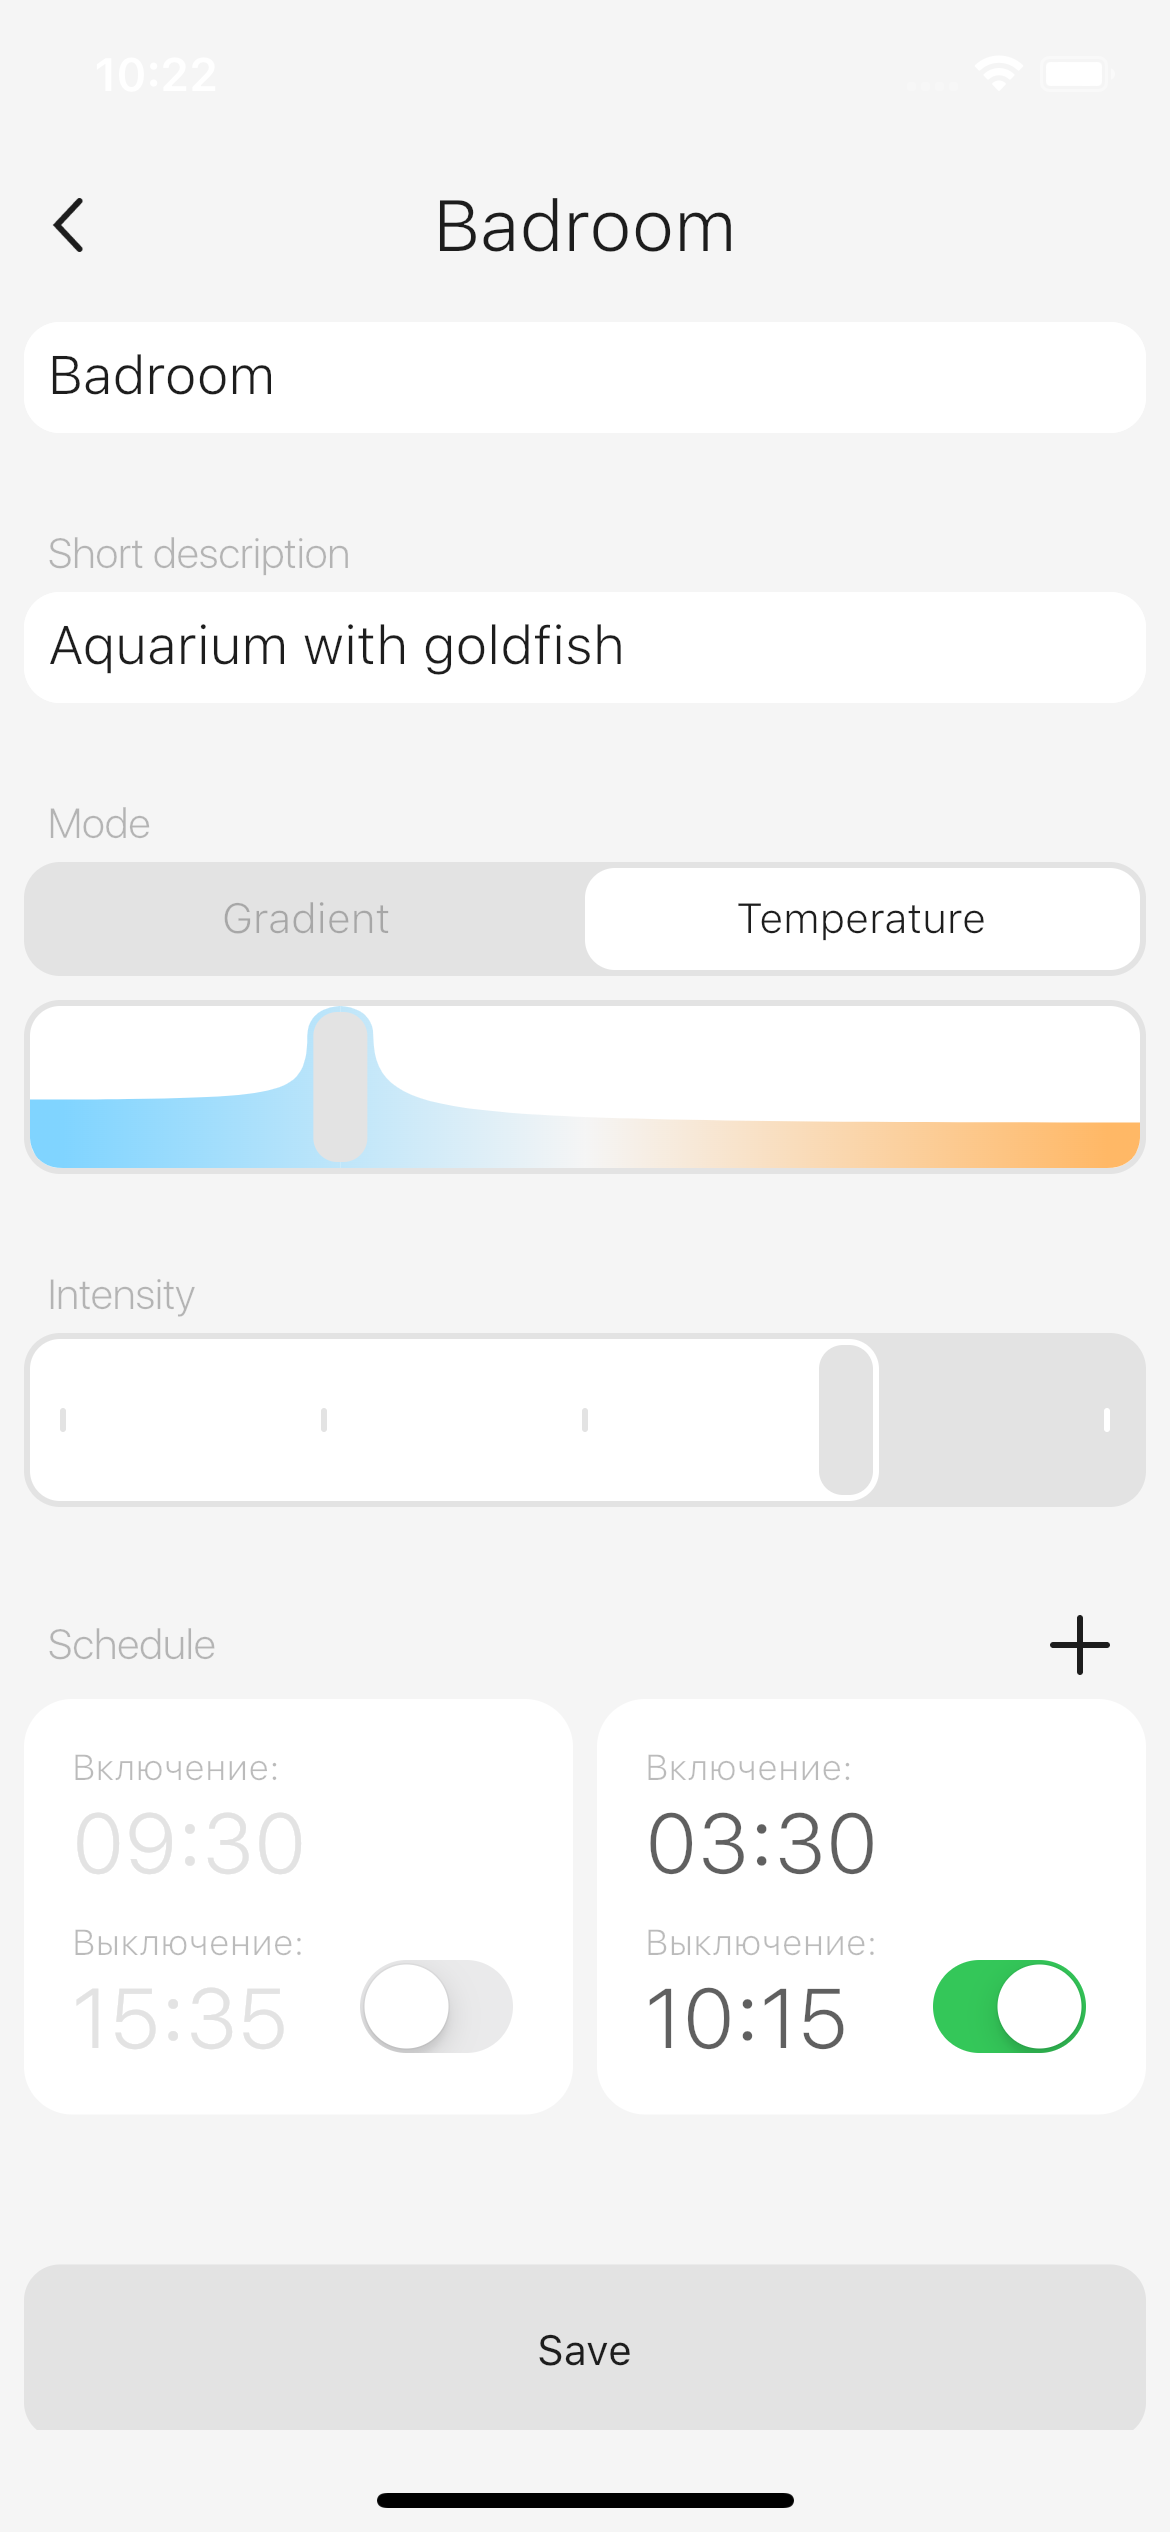 10:22
Badroom
Badroom
Short description
Aquarium with goldfish
Mode
Gradient Temperature
Intensity
Schedule
Включение:
09:30
Выключение:
15:35
Включение:
03:30
Выключение:
10:15
Save